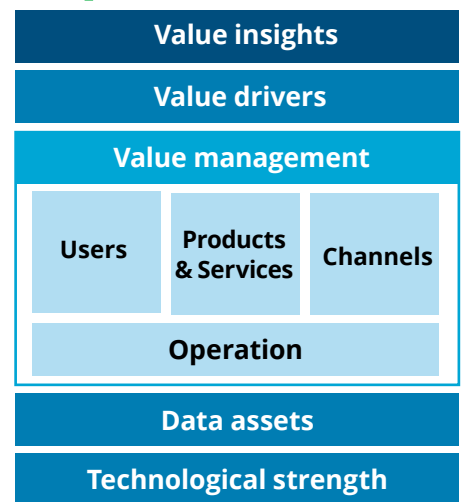 Value insights
Value drivers
Value management
Users
Products
& Services
Channels
Operation
Data assets
Technological strength